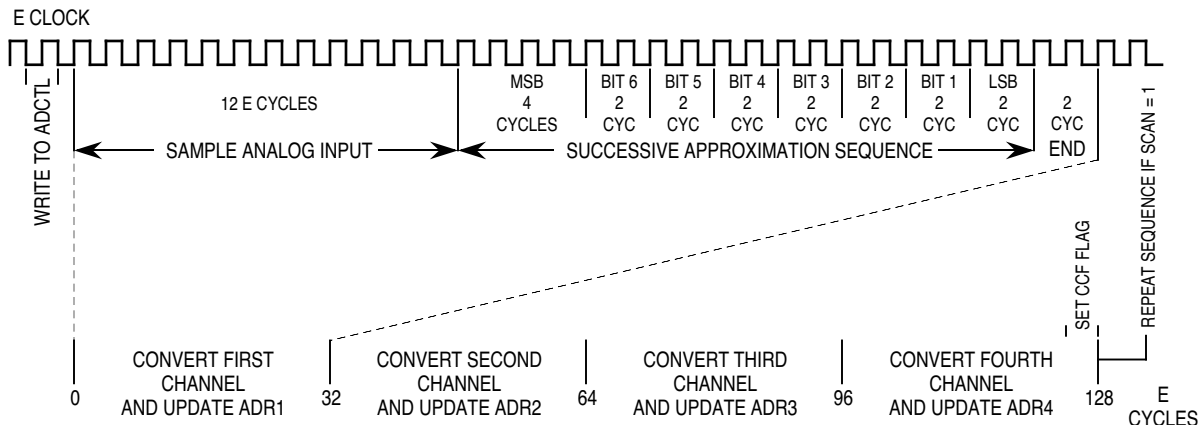 E CLOCK
WRITE TO ADCTL
12 E CYCLES
MSB
4
CYCLES
BIT 6
2
CYC
BIT 5
2
CYC
BIT 4
2
CYC
BIT 3
2
CYC
BIT 2
2
CYC
BIT 1
2
CYC
LSB
2
CYC
2
CYC
END
SAMPLE ANALOG INPUT
SUCCESSIVE APPROXIMATION SEQUENCE
SET CCF FLAG
REPEAT SEQUENCE IF SCAN = 1
0
CONVERT FIRST
CHANNEL
AND UPDATE ADR1
32
CONVERT SECOND
CHANNEL
AND UPDATE ADR2
64
CONVERT THIRD
CHANNEL
AND UPDATE ADR3
96
CONVERT FOURTH
CHANNEL
AND UPDATE ADR4
128
E
CYCLES